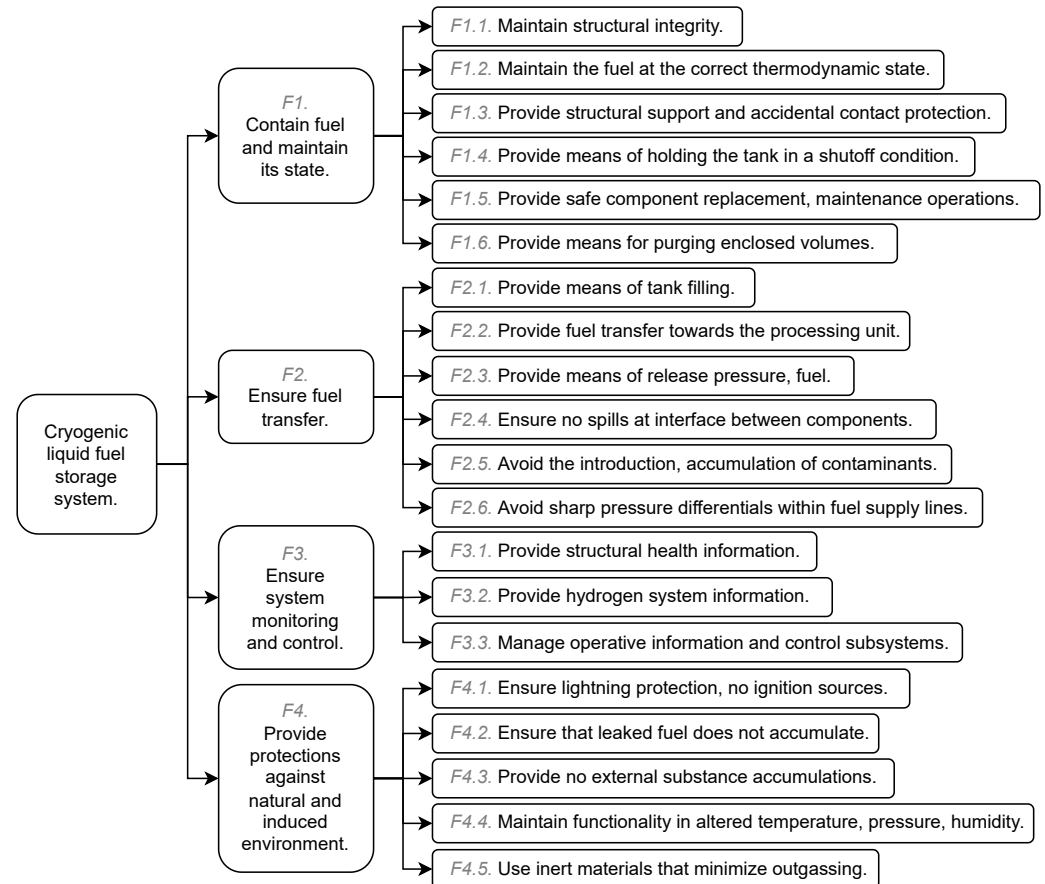 Cryogenic
liquid fuel
storage
system.
F1.
Contain fuel
and maintain
its state.
F1.1. Maintain structural integrity.
F1.2. Maintain the fuel at the correct thermodynamic state.
F1.3. Provide structural support and accidental contact protection.
F1.4. Provide means of holding the tank in a shutoff condition.
F1.5. Provide safe component replacement, maintenance operations.
F1.6. Provide means for purging enclosed volumes.
F2.
Ensure fuel
transfer.
F2.1. Provide means of tank filling.
F2.2. Provide fuel transfer towards the processing unit.
F2.3. Provide means of release pressure, fuel.
F2.4. Ensure no spills at interface between components.
F2.5. Avoid the introduction, accumulation of contaminants.
F2.6. Avoid sharp pressure differentials within fuel supply lines.
F3.
Ensure
system
monitoring
and control.
F3.1. Provide structural health information.
F3.2. Provide hydrogen system information.
F3.3. Manage operative information and control subsystems.
F4.
Provide
protections
against
natural and
induced
environment.
F4.1. Ensure lightning protection, no ignition sources.
F4.2. Ensure that leaked fuel does not accumulate.
F4.3. Provide no external substance accumulations.
F4.4. Maintain functionality in altered temperature, pressure, humidity.
F4.5. Use inert materials that minimize outgassing.